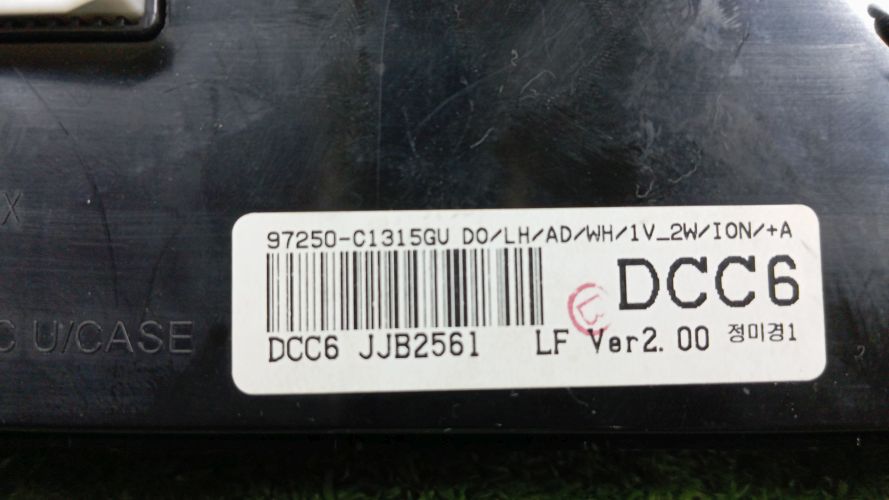 97250-C1315GU DO/LH/AD/WH/1V_2W/ION/+A
DCC6
DCC6 JJB2561 LF Ver2.00 정미경1
X
C U/CASE